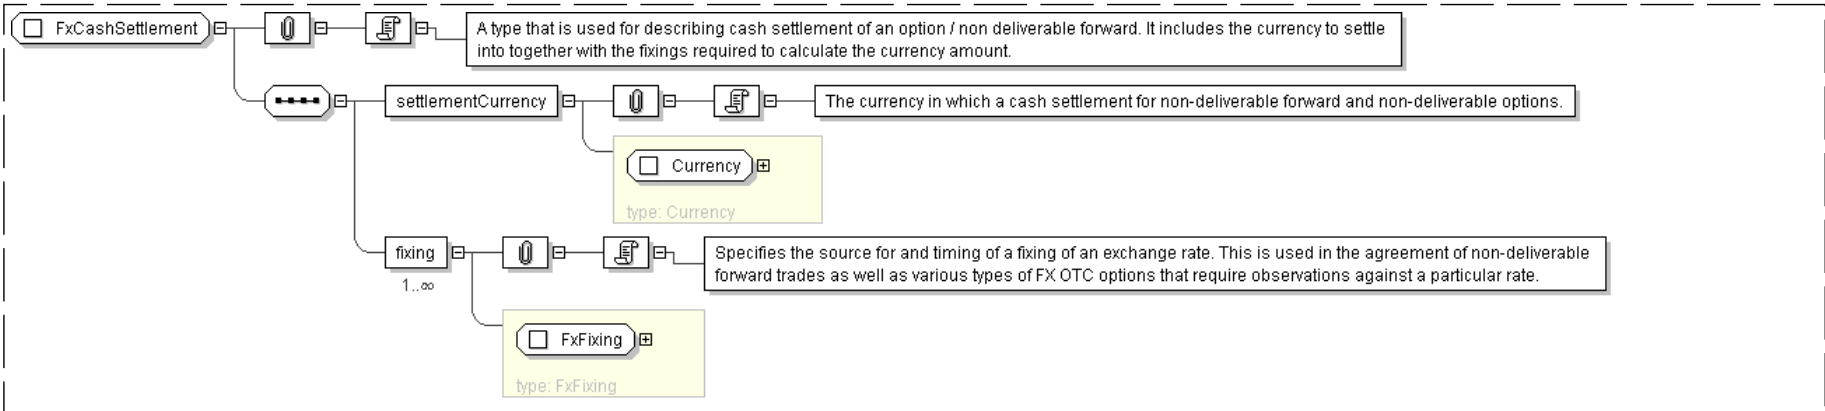 FxCashSettlement
A type that is used for describing cash settlement of an option / non deliverable forward. It includes the currency to settle
into together with the fixings required to calculate the currency amount.
settlementCurrency
The currency in which a cash settlement for non-deliverable forward and non-deliverable options.
Currency
type: Currency
fixing
1..∞
Specifies the source for and timing of a fixing of an exchange rate. This is used in the agreement of non-deliverable
forward trades as well as various types of FX OTC options that require observations against a particular rate.
FxFixing
type: FxFixing